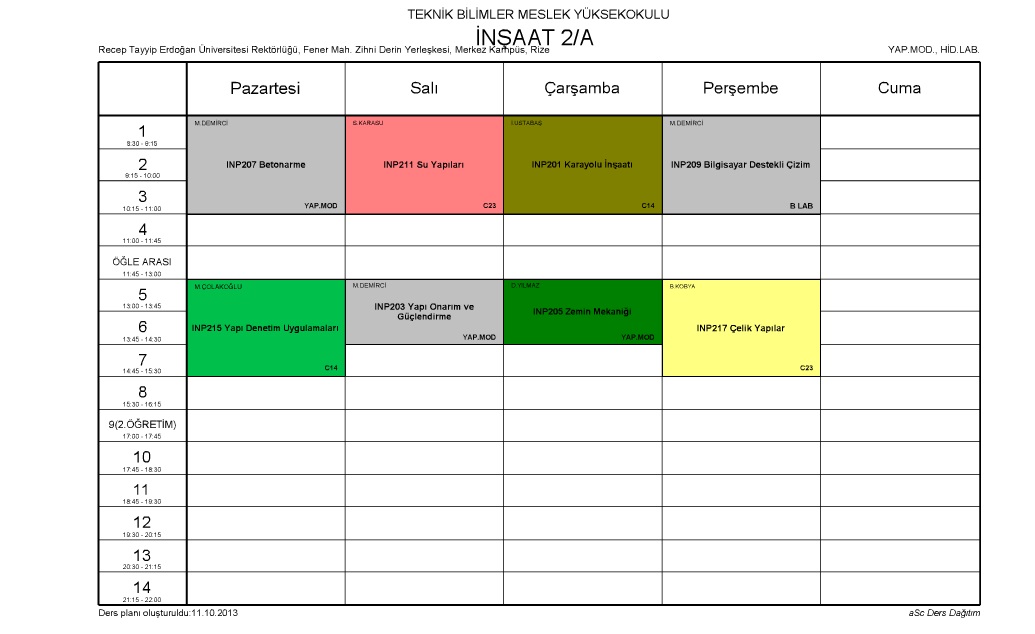 TEKNİK BİLİMLER MESLEK YÜKSEKOKULU
İNŞAAT 2/A
Recep Tayyip Erdoğan Üniversitesi Rektörlüğü, Fener Mah. Zihni Derin Yerleşkesi, Merkez Kampüs, Rize
YAP.MOD., HİD.LAB.
Pazartesi Salı Çarşamba Perşembe Cuma
1
8:30 - 9:15
2
9:15 - 10:00
3
10:15 - 11:00
M.DEMİRCİ
INP207 Betonarme
YAP.MOD
S.KARASU
INP211 Su Yapıları
C23
İ.USTABAŞ
INP201 Karayolu İnşaatı
C14
M.DEMİRCİ
INP209 Bilgisayar Destekli Çizim
B LAB
4
11:00 - 11:45
ÖĞLE ARASI
11:45 - 13:00
5
13:00 - 13:45
6
13:45 - 14:30
7
14:45 - 15:30
M.ÇOLAKOĞLU
INP215 Yapı Denetim Uygulamaları
C14
M.DEMİRCİ
INP203 Yapı Onarım ve
Güçlendirme
YAP.MOD
D.YILMAZ
INP205 Zemin Mekaniği
YAP.MOD
B.KOBYA
INP217 Çelik Yapılar
C23
8
15:30 - 16:15
9(2.ÖĞRETİM)
17:00 - 17:45
10
17:45 - 18:30
11
18:45 - 19:30
12
19:30 - 20:15
13
20:30 - 21:15
14
21:15 - 22:00
Ders planı oluşturuldu:11.10.2013
aSc Ders Dağıtım